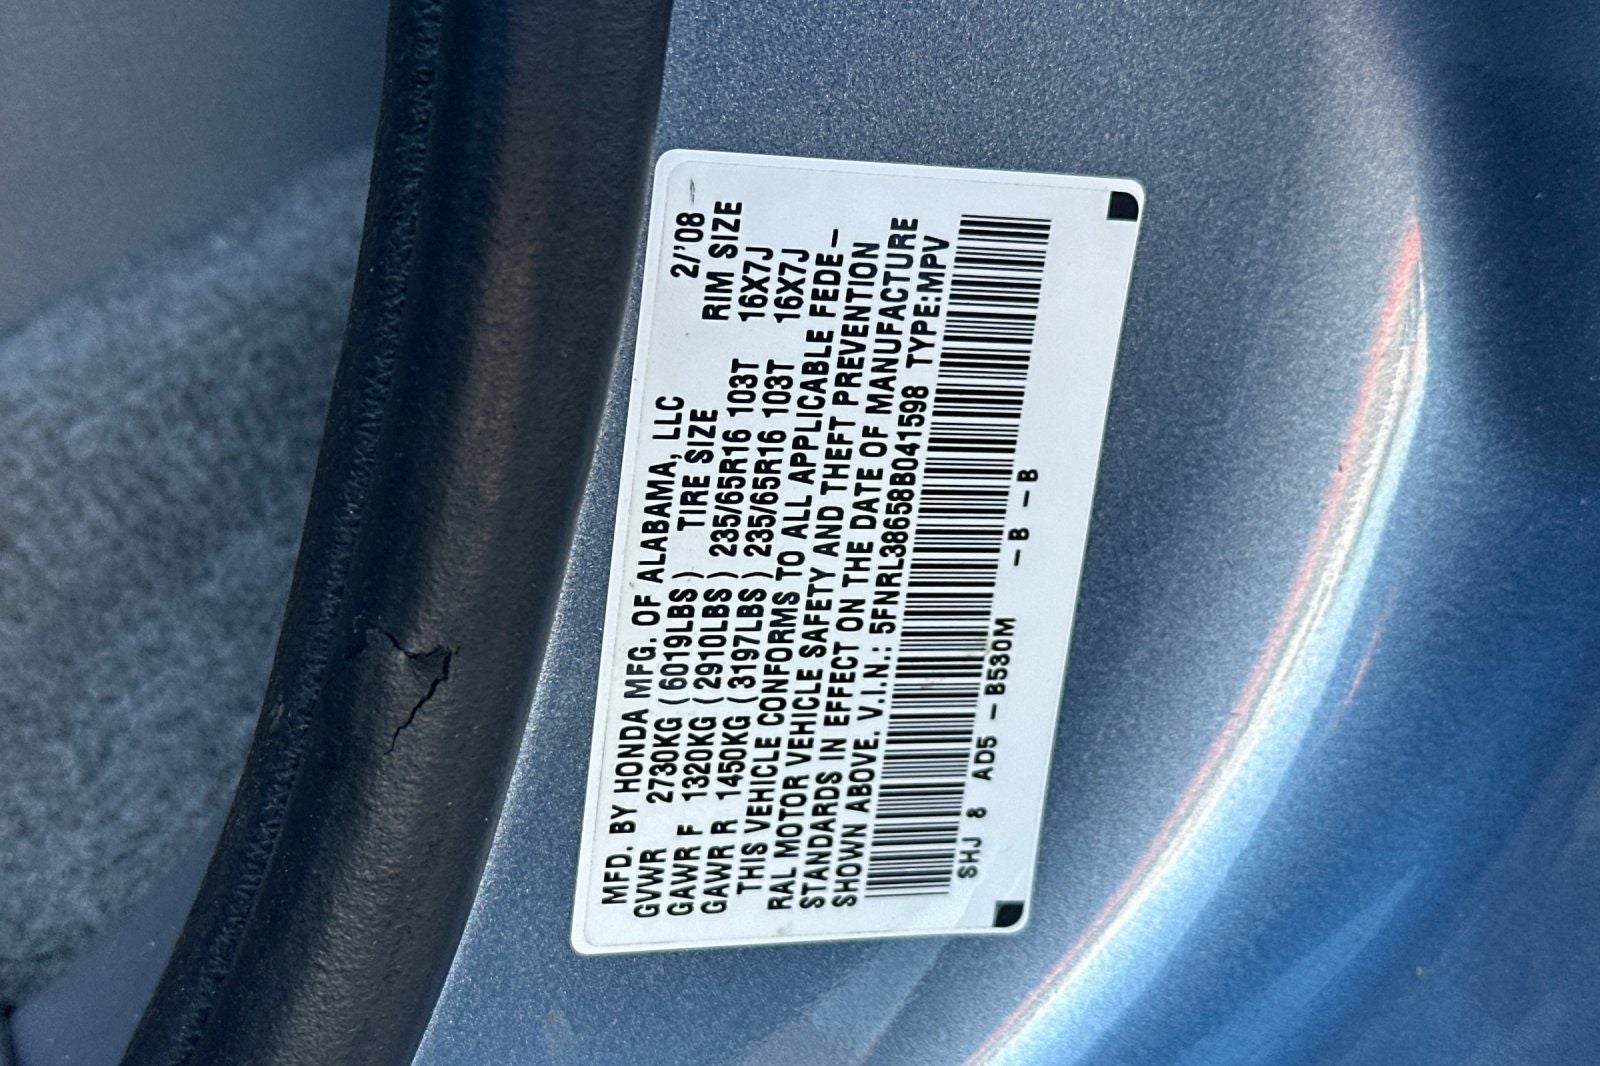 MFD. BY HONDA MFG. OF ALABAMA, LLC 2/'08
TIRE SIZE RIM SIZE
GVWR 2730KG (6019LBS)
GAWR F 1320KG (2910LBS) 235/65R16 103T 16X7J
GAWR R 1450KG (3197LBS) 235/65R16 103T 16X7J
THIS VEHICLE CONFORMS TO ALL APPLICABLE FEDE-
RAL MOTOR VEHICLE SAFETY AND THEFT PREVENTION
STANDARDS IN EFFECT ON THE DATE OF MANUFACTURE
SHOWN ABOVE. V.I.N.: 5FNRL38658B041598 TYPE:MPV
SHJ 8 AD5 - B530M - B - B